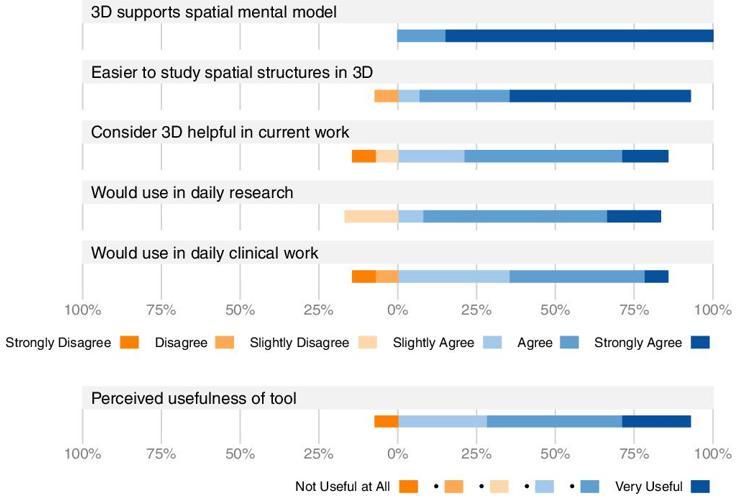 3D supports spatial mental model
Easier to study spatial structures in 3D
Consider 3D helpful in current work
Would use in daily research
Would use in daily clinical work
100% 75% 50% 25% 0% 25% 50% 75% 100%
Strongly Disagree Disagree Slightly Disagree Slightly Agree Agree Strongly Agree
Perceived usefulness of tool
100% 75% 50% 25% 0% 25% 50% 75% 100%
Not Useful at All • • • • Very Useful